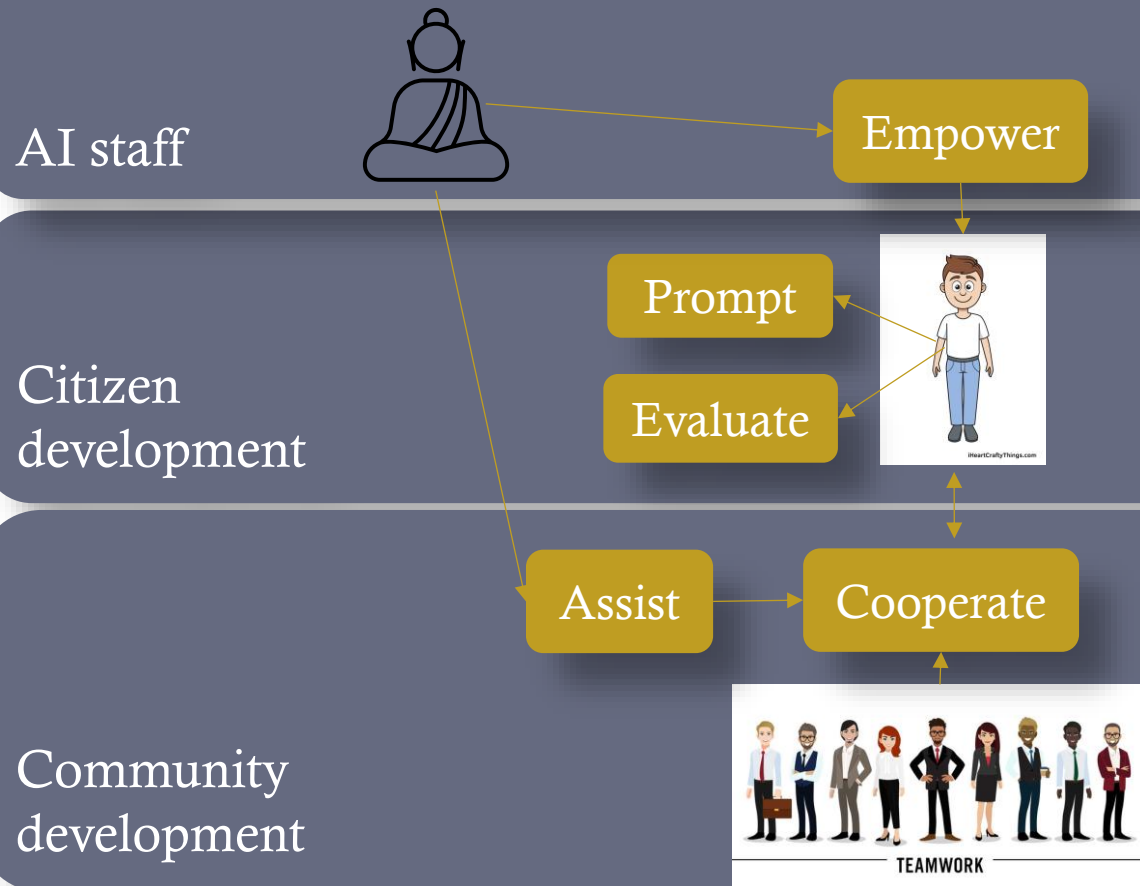 AI staff
Empower
Prompt
Citizen
development
Evaluate
iHeartCraftyThings.com
Assist
Cooperate
Community
development
TEAMWORK